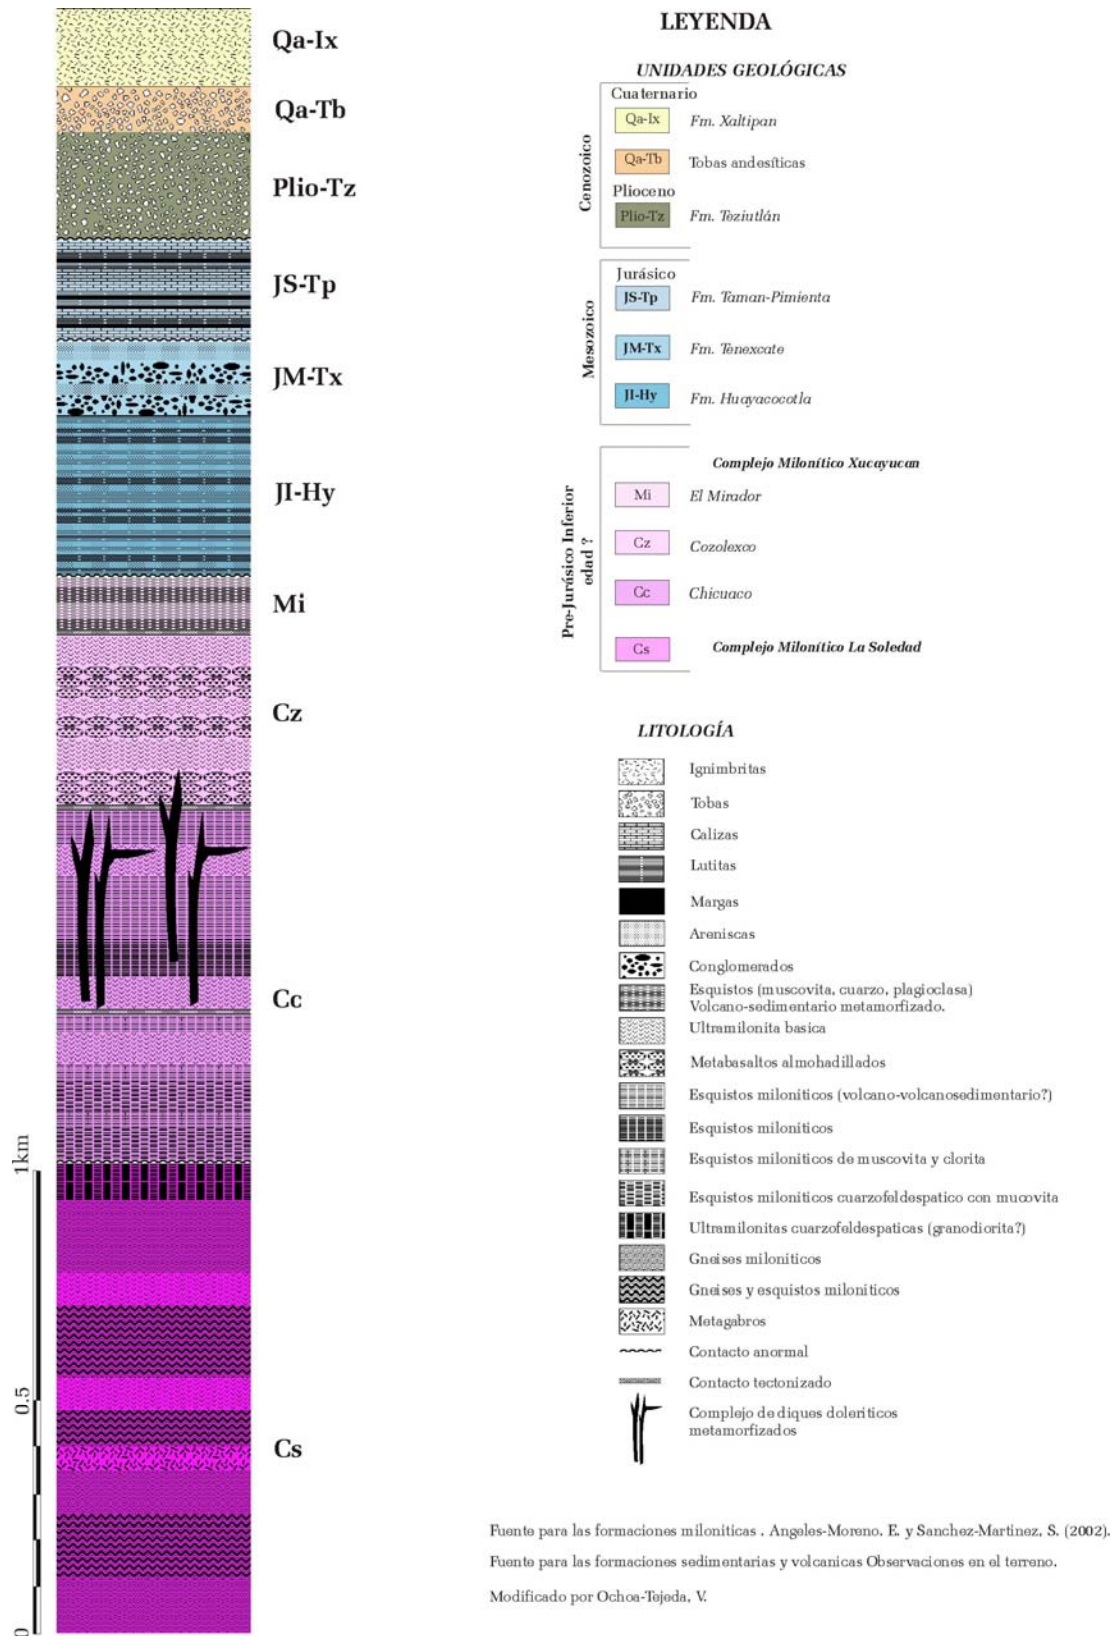 Qa-Ix
Qa-Tb
Plio-Tz
JS-Tp
JM-Tx
JI-Hy
Mi
Cz
Cc
Cs
1km
0.5
0
LEYENDA
UNIDADES GEOLÓGICAS
Cenozoico
Cuaternario
Qa-Ix Fm. Xaltipan
Qa-Tb Tobas andesíticas
Plioceno
Plio-Tz Fm. Teziutlán
Mesozoico
Jurásico
JS-Tp Fm. Taman-Pimienta
JM-Tx Fm. Tenexcate
JI-Hy Fm. Huayacocotla
Pre-Jurásico Inferior
edad ?
Complejo Milonítico Xucayucan
Mi El Mirador
Cz Cozolexco
Cc Chicuaco
Cs Complejo Milonítico La Soledad
LITOLOGÍA
Ignimbritas
Tobas
Calizas
Lutitas
Margas
Areniscas
Conglomerados
Esquistos (muscovita, cuarzo, plagioclasa)
Volcano-sedimentario metamorfizado.
Ultramilonita basica
Metabasaltos almohadillados
Esquistos miloniticos (volcano-volcanosedimentario?)
Esquistos miloniticos
Esquistos miloniticos de muscovita y clorita
Esquistos miloniticos cuarzofeldespatico con mucovita
Ultramilonitas cuarzofeldespaticas (granodiorita?)
Gneises miloniticos
Gneises y esquistos miloniticos
Metagabros
Contacto anormal
Contacto tectonizado
Complejo de diques doleriticos
metamorfizados
Fuente para las formaciones miloniticas . Angeles-Moreno. E. y Sanchez-Martinez, S. (2002).
Fuente para las formaciones sedimentarias y volcanicas Observaciones en el terreno.
Modificado por Ochoa-Tejeda, V.